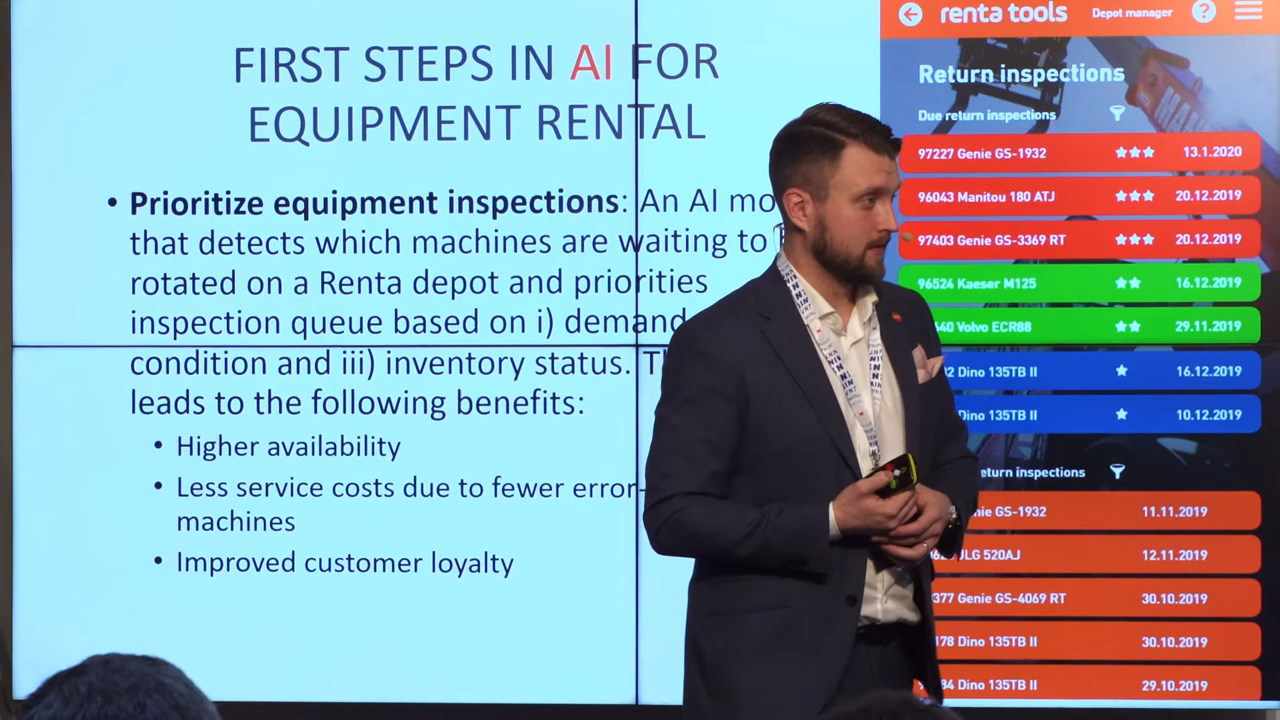 FIRST STEPS IN AI FOR
EQUIPMENT RENTAL
• Prioritize equipment inspections: An AI mo
that detects which machines are waiting to
rotated on a Renta depot and priorities
inspection queue based on i) demand
condition and iii) inventory status. T
leads to the following benefits:
• Higher availability
• Less service costs due to fewer error-
machines
• Improved customer loyalty
renta tools Depot manager ?
Return inspections
Due return inspections
97227 Genie GS-1932 13.1.2020
96043 Manitou 180 ATJ 20.12.2019
97403 Genie GS-3369 RT 20.12.2019
96524 Kaeser M125 16.12.2019
40 Volvo ECR88 29.11.2019
2 Dino 135TB II 16.12.2019
Dino 135TB II 10.12.2019
eturn inspections
nie GS-1932 11.11.2019
JLG 520AJ 12.11.2019
377 Genie GS-4069 RT 30.10.2019
178 Dino 135TB II 30.10.2019
34 Dino 135TB II 29.10.2019